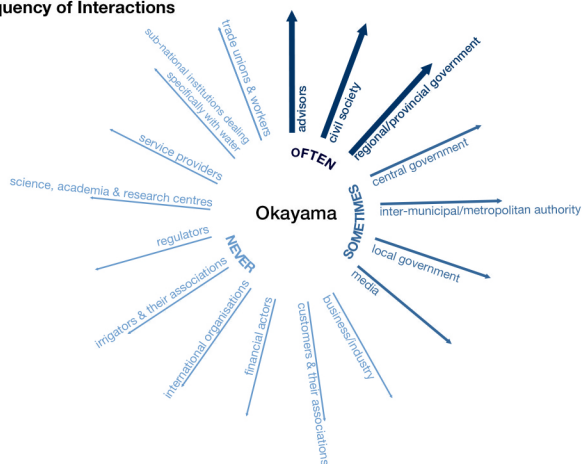 quency of Interactions
advisors
civil society
regional/provincial government
OFTEN
central government
inter-municipal/metropolitan authority
local government
media
SOMETIMES
Okayama
business/industry
customers & their associations
financial actors
international organisations
irrigators & their associations
regulators
NEVER
science, academia & research centres
service providers
sub-national institutions dealing
specifically with water
trade unions & workers